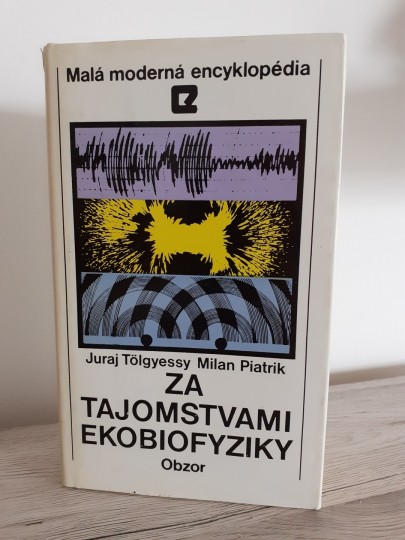 Malá moderná encyklopédia
Juraj Tölgyessy Milan Piatrik
ZA
TAJOMSTVAMI
EKOBIOFYZIKY
Obzor